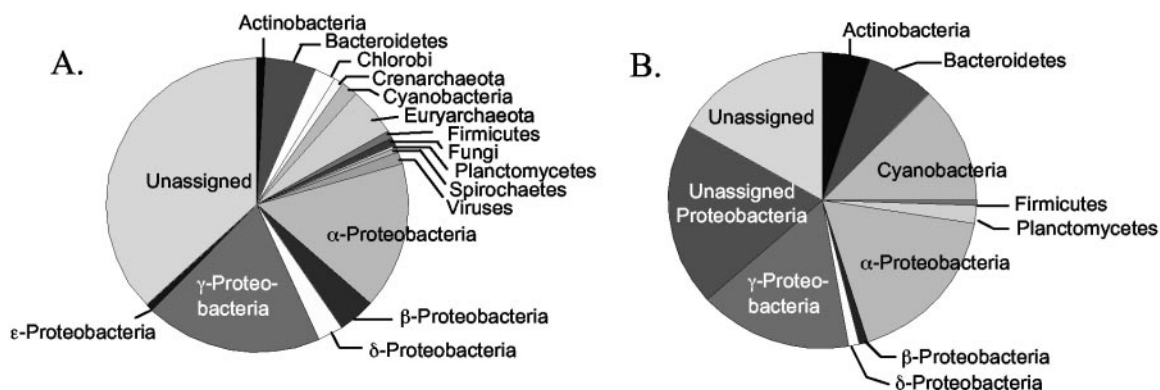 A.
Actinobacteria
Bacteroidetes
Chlorobi
Crenarchaeota
Cyanobacteria
Euryarchaeota
Firmicutes
Fungi
Planctomycetes
Spirochaetes
Viruses
α-Proteobacteria
β-Proteobacteria
δ-Proteobacteria
γ-Proteo-
bacteria
ε-Proteobacteria
Unassigned
B.
Actinobacteria
Bacteroidetes
Cyanobacteria
Firmicutes
Planctomycetes
α-Proteobacteria
β-Proteobacteria
δ-Proteobacteria
γ-Proteo-
bacteria
Unassigned
Proteobacteria
Unassigned